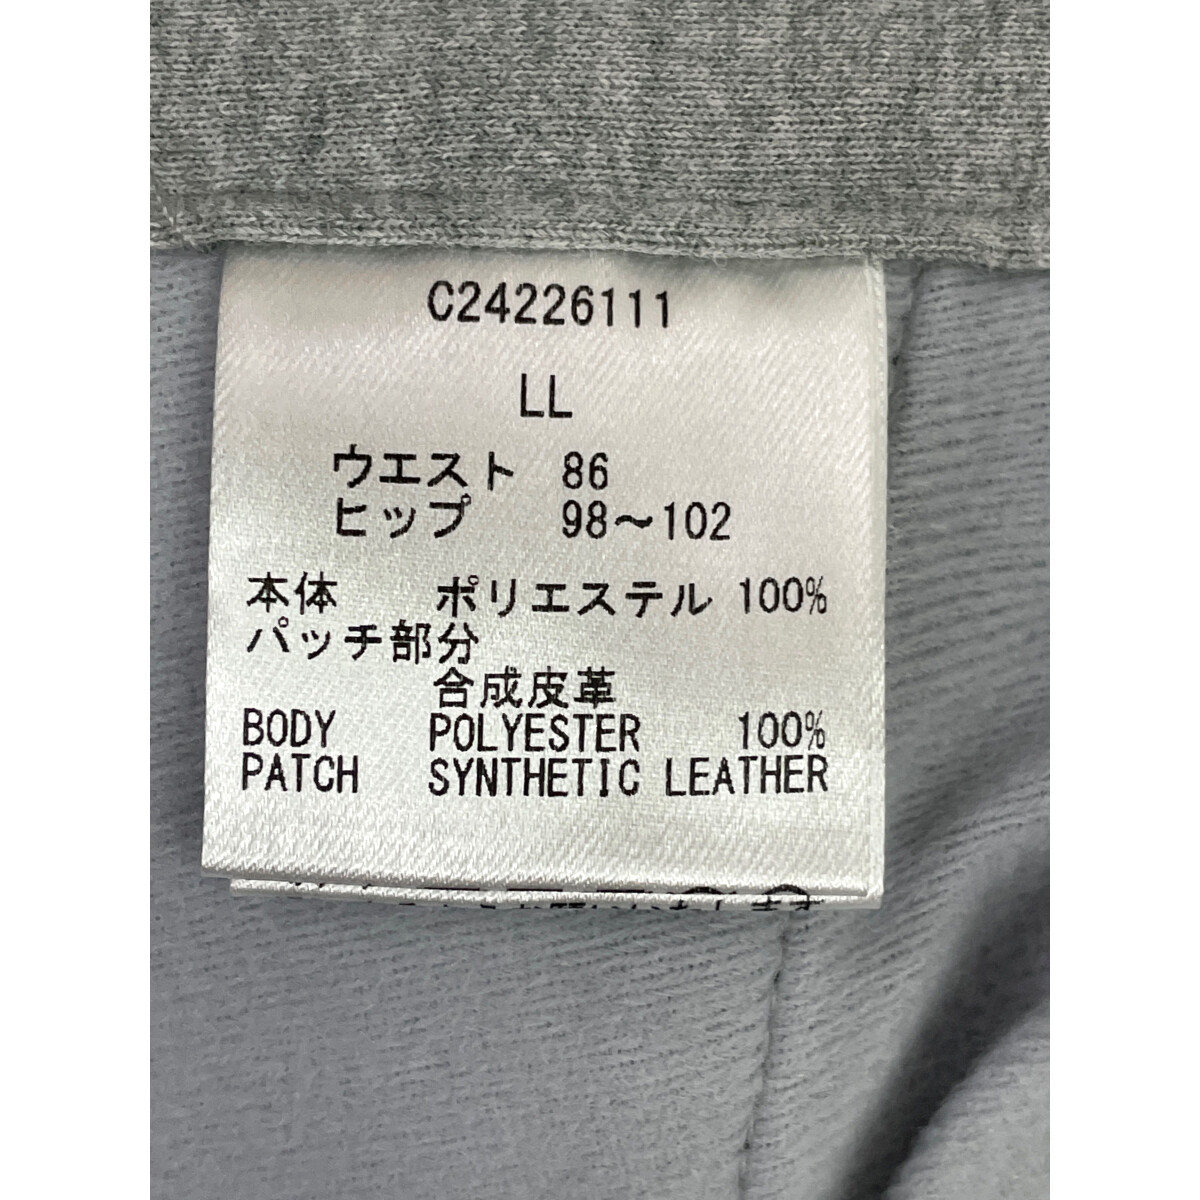 C24226111
LL
ウエスト 86
ヒップ 98～102
本体 ポリエステル 100%
パッチ部分
合成皮革
BODY POLYESTER 100%
PATCH SYNTHETIC LEATHER